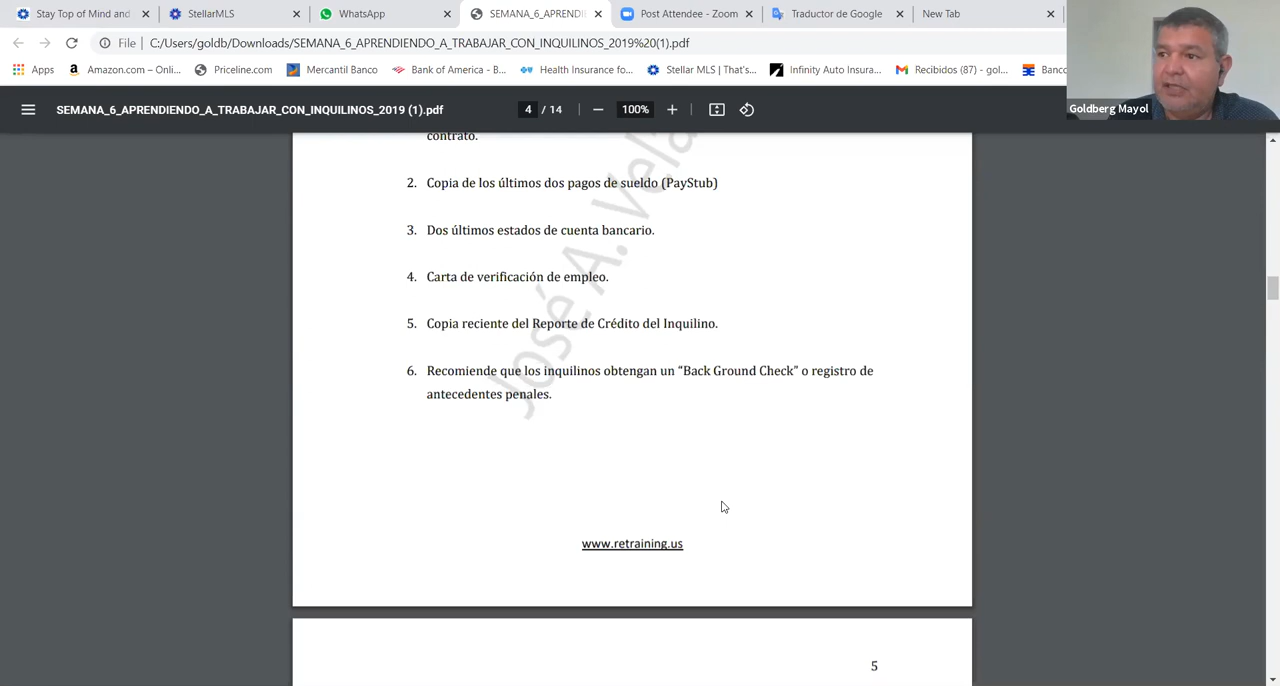 Stay Top of Mind and
StellarMLS
WhatsApp
SEMANA_6_APRENDIE
Post Attendee - Zoom
Traductor de Google
New Tab
File
C:/Users/goldb/Downloads/SEMANA_6_APRENDIENDO_A_TRABAJAR_CON_INQUILINOS_2019%20(1).pdf
Apps
Amazon.com – Onli...
Priceline.com
Mercantil Banco
Bank of America - B...
Health Insurance fo...
Stellar MLS | That's...
Infinity Auto Insura...
Recibidos (87) - gol...
Banco
Goldberg Mayol
SEMANA_6_APRENDIENDO_A_TRABAJAR_CON_INQUILINOS_2019 (1).pdf
4 / 14
100%
contrato.
2. Copia de los últimos dos pagos de sueldo (PayStub)
3. Dos últimos estados de cuenta bancario.
4. Carta de verificación de empleo.
5. Copia reciente del Reporte de Crédito del Inquilino.
6. Recomiende que los inquilinos obtengan un “Back Ground Check” o registro de
antecedentes penales.
José A. Vela
www.retraining.us
5